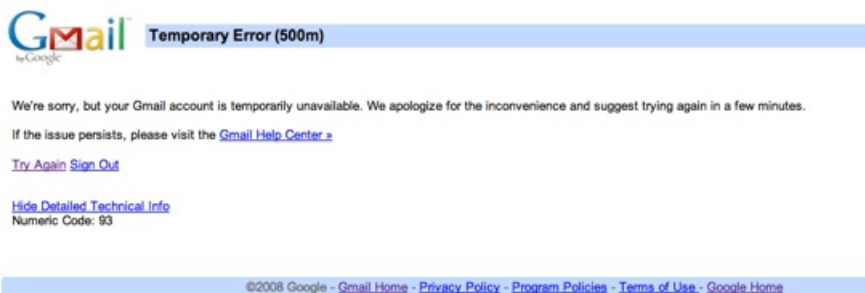 Gmail
by Google
Temporary Error (500m)
We're sorry, but your Gmail account is temporarily unavailable. We apologize for the inconvenience and suggest trying again in a few minutes.
If the issue persists, please visit the Gmail Help Center »
Try Again Sign Out
Hide Detailed Technical Info
Numeric Code: 93
©2008 Google - Gmail Home - Privacy Policy - Program Policies - Terms of Use - Google Home